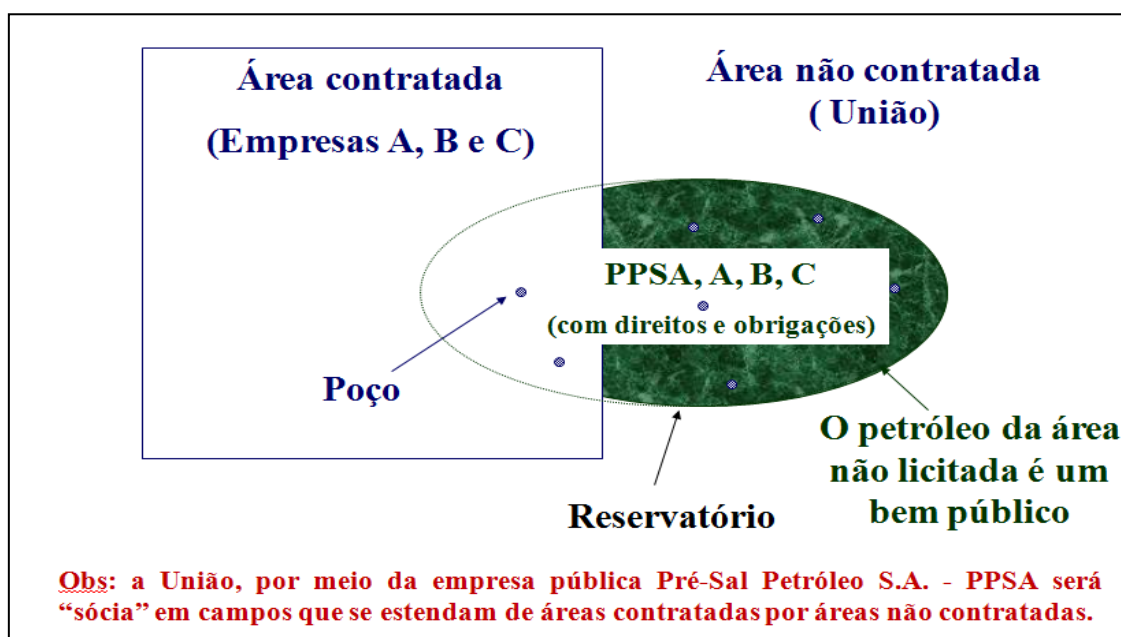 Área contratada
(Empresas A, B e C)
Área não contratada
( União)
PPSA, A, B, C
(com direitos e obrigações)
Poço
Reservatório
O petróleo da área
não licitada é um
bem público
Obs: a União, por meio da empresa pública Pré-Sal Petróleo S.A. - PPSA será
“sócia” em campos que se estendam de áreas contratadas por áreas não contratadas.